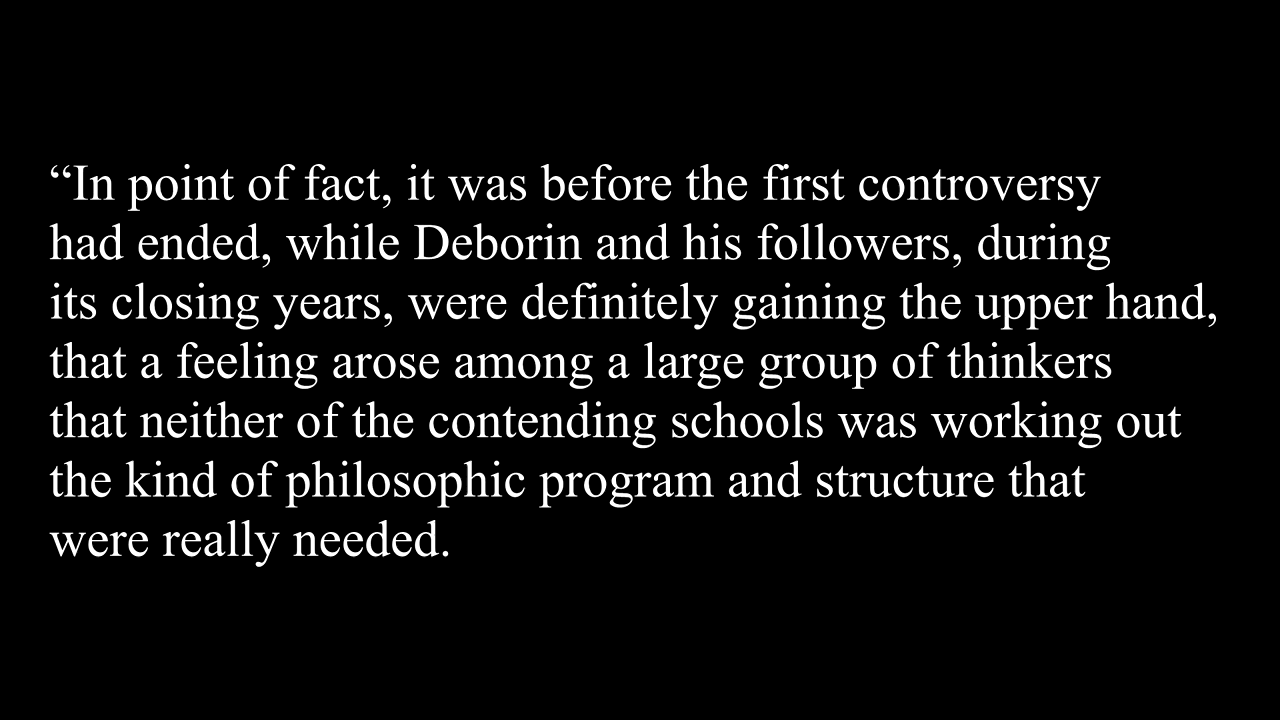 “In point of fact, it was before the first controversy
had ended, while Deborin and his followers, during
its closing years, were definitely gaining the upper hand,
that a feeling arose among a large group of thinkers
that neither of the contending schools was working out
the kind of philosophic program and structure that
were really needed.